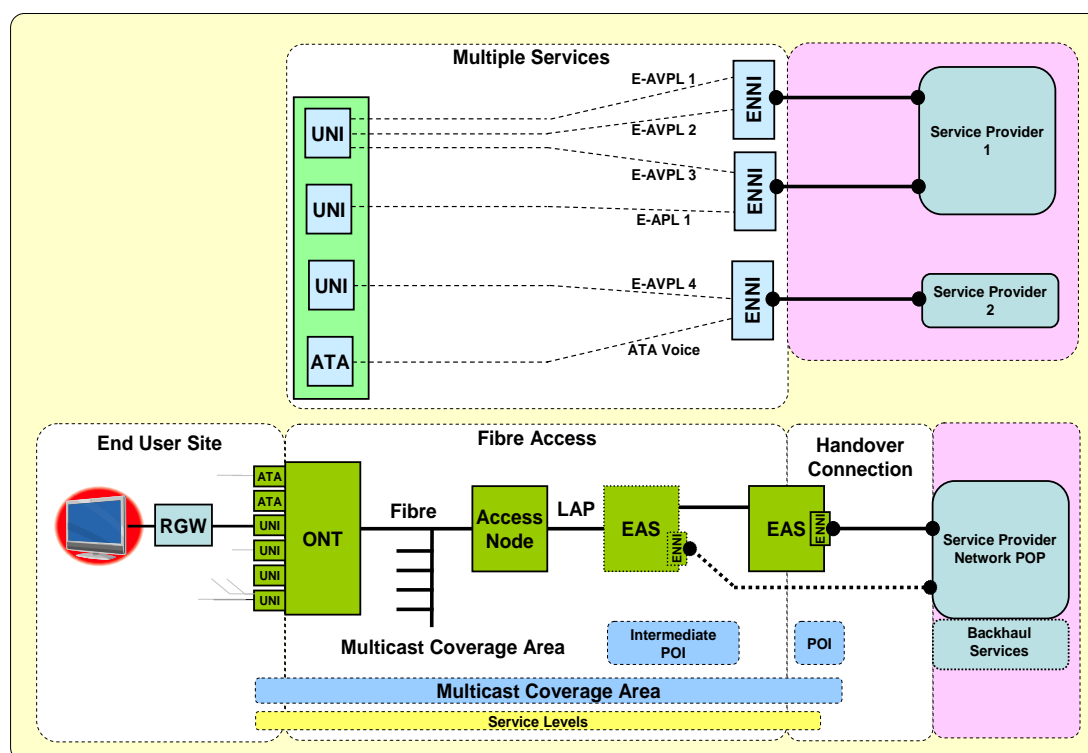 Multiple Services
E-AVPL 1
E-AVPL 2
E-AVPL 3
E-APL 1
E-AVPL 4
ATA Voice
UNI
UNI
UNI
ATA
ENNI
ENNI
ENNI
Service Provider
1
Service Provider
2
End User Site
Fibre Access
Handover
Connection
RGW
ATA
ATA
UNI
UNI
UNI
UNI
ONT
Fibre
Access
Node
LAP
EAS
ENNI
EAS
ENNI
Service Provider
Network POP
Multicast Coverage Area
Intermediate
POI
POI
Backhaul
Services
Multicast Coverage Area
Service Levels